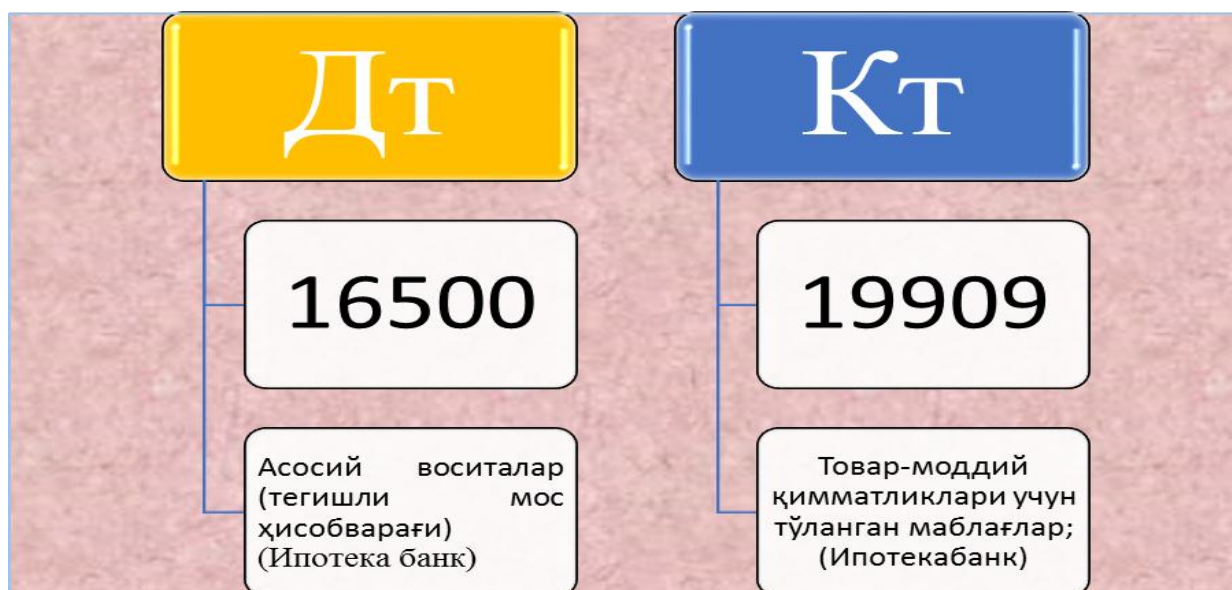 Дт
16500
Асосий воситалар
(тегишли мос
ҳисобварағи)
(Ипотека банк)
Кт
19909
Товар-моддий
қимматликлари учун
тўланган маблағлар;
(Ипотекабанк)